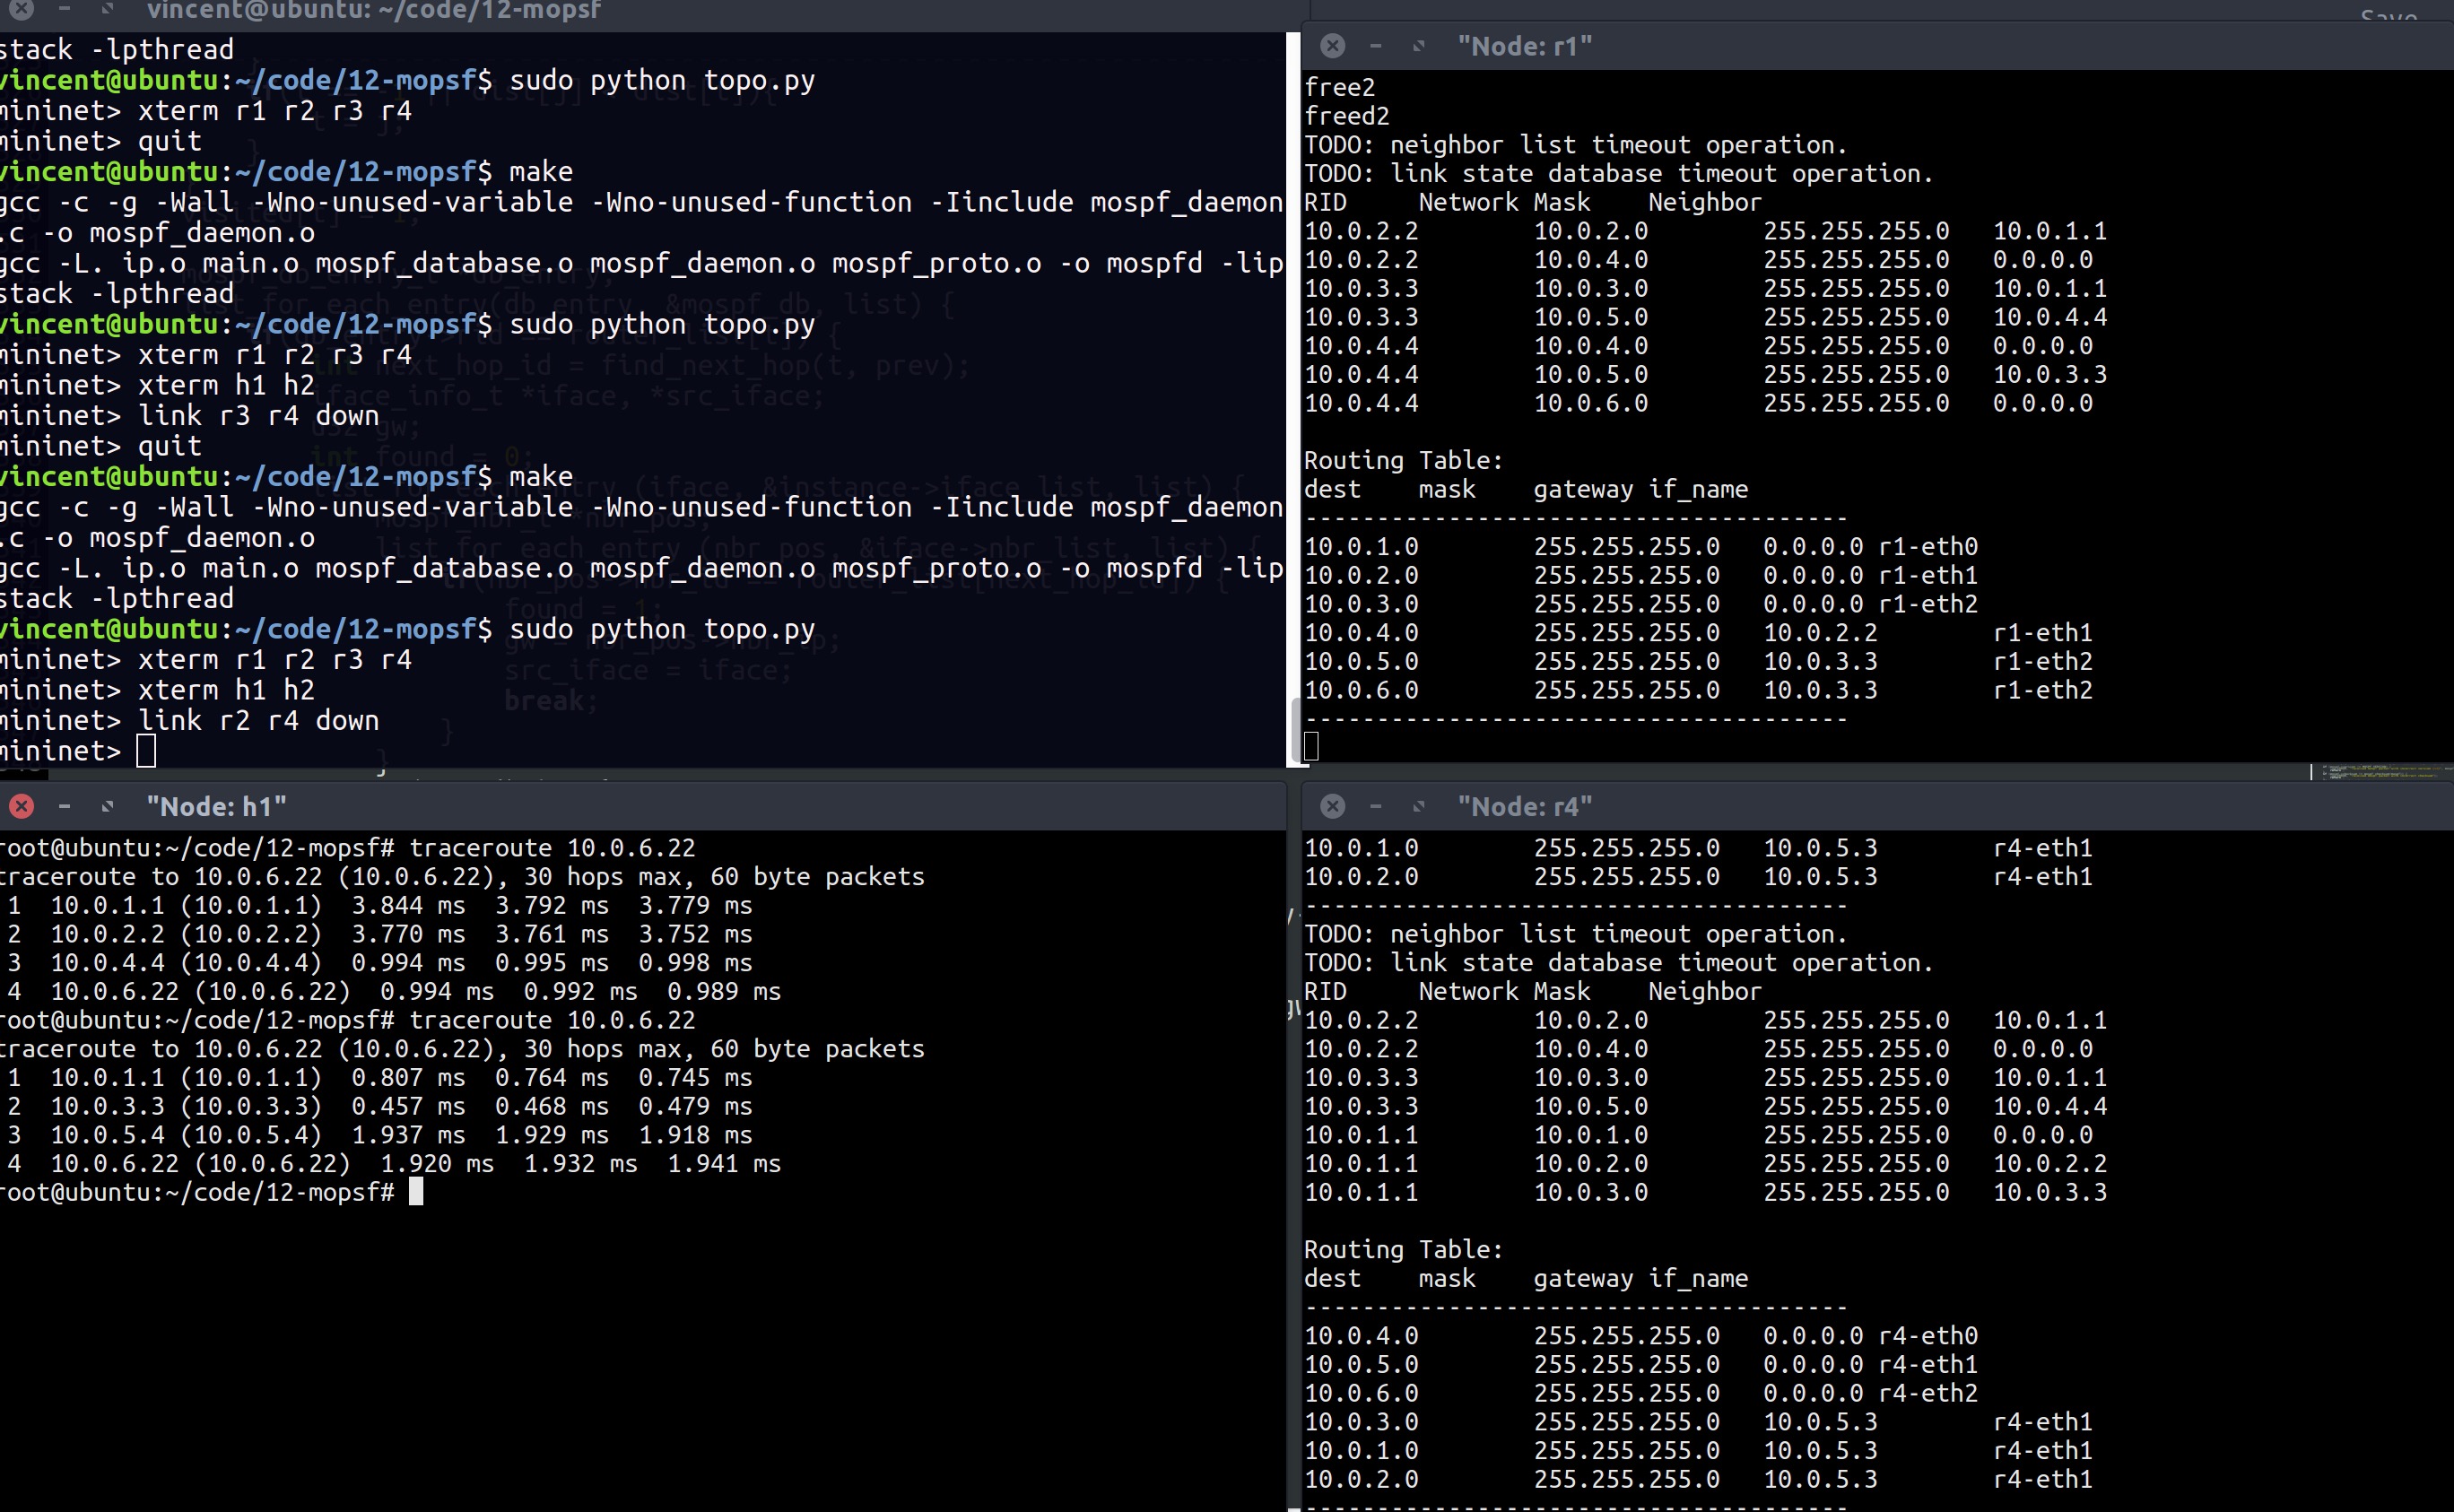 vincent@ubuntu: ~/code/12-mopsf
stack -lpthread
vincent@ubuntu:~/code/12-mopsf$ sudo python topo.py
mininet> xterm r1 r2 r3 r4
mininet> quit
vincent@ubuntu:~/code/12-mopsf$ make
gcc -c -g -Wall -Wno-unused-variable -Wno-unused-function -Iinclude mospf_daemon
.c -o mospf_daemon.o
gcc -L. ip.o main.o mospf_database.o mospf_daemon.o mospf_proto.o -o mospfd -lip
stack -lpthread
vincent@ubuntu:~/code/12-mopsf$ sudo python topo.py
mininet> xterm r1 r2 r3 r4
mininet> xterm h1 h2
mininet> link r3 r4 down
mininet> quit
vincent@ubuntu:~/code/12-mopsf$ make
gcc -c -g -Wall -Wno-unused-variable -Wno-unused-function -Iinclude mospf_daemon
.c -o mospf_daemon.o
gcc -L. ip.o main.o mospf_database.o mospf_daemon.o mospf_proto.o -o mospfd -lip
stack -lpthread
vincent@ubuntu:~/code/12-mopsf$ sudo python topo.py
mininet> xterm r1 r2 r3 r4
mininet> xterm h1 h2
mininet> link r2 r4 down
mininet>
Save
"Node: r1"
free2
freed2
TODO: neighbor list timeout operation.
TODO: link state database timeout operation.
RID Network Mask Neighbor
10.0.2.2 10.0.2.0 255.255.255.0 10.0.1.1
10.0.2.2 10.0.4.0 255.255.255.0 0.0.0.0
10.0.3.3 10.0.3.0 255.255.255.0 10.0.1.1
10.0.3.3 10.0.5.0 255.255.255.0 10.0.4.4
10.0.4.4 10.0.4.0 255.255.255.0 0.0.0.0
10.0.4.4 10.0.5.0 255.255.255.0 10.0.3.3
10.0.4.4 10.0.6.0 255.255.255.0 0.0.0.0
Routing Table:
dest mask gateway if_name
--------------------------------------
10.0.1.0 255.255.255.0 0.0.0.0 r1-eth0
10.0.2.0 255.255.255.0 0.0.0.0 r1-eth1
10.0.3.0 255.255.255.0 0.0.0.0 r1-eth2
10.0.4.0 255.255.255.0 10.0.2.2 r1-eth1
10.0.5.0 255.255.255.0 10.0.3.3 r1-eth2
10.0.6.0 255.255.255.0 10.0.3.3 r1-eth2
--------------------------------------
"Node: h1"
root@ubuntu:~/code/12-mopsf# traceroute 10.0.6.22
traceroute to 10.0.6.22 (10.0.6.22), 30 hops max, 60 byte packets
1 10.0.1.1 (10.0.1.1) 3.844 ms 3.792 ms 3.779 ms
2 10.0.2.2 (10.0.2.2) 3.770 ms 3.761 ms 3.752 ms
3 10.0.4.4 (10.0.4.4) 0.994 ms 0.995 ms 0.998 ms
4 10.0.6.22 (10.0.6.22) 0.994 ms 0.992 ms 0.989 ms
root@ubuntu:~/code/12-mopsf# traceroute 10.0.6.22
traceroute to 10.0.6.22 (10.0.6.22), 30 hops max, 60 byte packets
1 10.0.1.1 (10.0.1.1) 0.807 ms 0.764 ms 0.745 ms
2 10.0.3.3 (10.0.3.3) 0.457 ms 0.468 ms 0.479 ms
3 10.0.5.4 (10.0.5.4) 1.937 ms 1.929 ms 1.918 ms
4 10.0.6.22 (10.0.6.22) 1.920 ms 1.932 ms 1.941 ms
root@ubuntu:~/code/12-mopsf#
"Node: r4"
10.0.1.0 255.255.255.0 10.0.5.3 r4-eth1
10.0.2.0 255.255.255.0 10.0.5.3 r4-eth1
--------------------------------------
TODO: neighbor list timeout operation.
TODO: link state database timeout operation.
RID Network Mask Neighbor
10.0.2.2 10.0.2.0 255.255.255.0 10.0.1.1
10.0.2.2 10.0.4.0 255.255.255.0 0.0.0.0
10.0.3.3 10.0.3.0 255.255.255.0 10.0.1.1
10.0.3.3 10.0.5.0 255.255.255.0 10.0.4.4
10.0.1.1 10.0.1.0 255.255.255.0 0.0.0.0
10.0.1.1 10.0.2.0 255.255.255.0 10.0.2.2
10.0.1.1 10.0.3.0 255.255.255.0 10.0.3.3
Routing Table:
dest mask gateway if_name
--------------------------------------
10.0.4.0 255.255.255.0 0.0.0.0 r4-eth0
10.0.5.0 255.255.255.0 0.0.0.0 r4-eth1
10.0.6.0 255.255.255.0 0.0.0.0 r4-eth2
10.0.3.0 255.255.255.0 10.0.5.3 r4-eth1
10.0.1.0 255.255.255.0 10.0.5.3 r4-eth1
10.0.2.0 255.255.255.0 10.0.5.3 r4-eth1
--------------------------------------